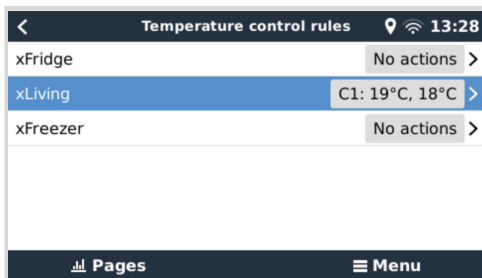 Temperature control rules 13:28
xFridge No actions
xLiving C1: 19°C, 18°C
xFreezer No actions
Pages Menu